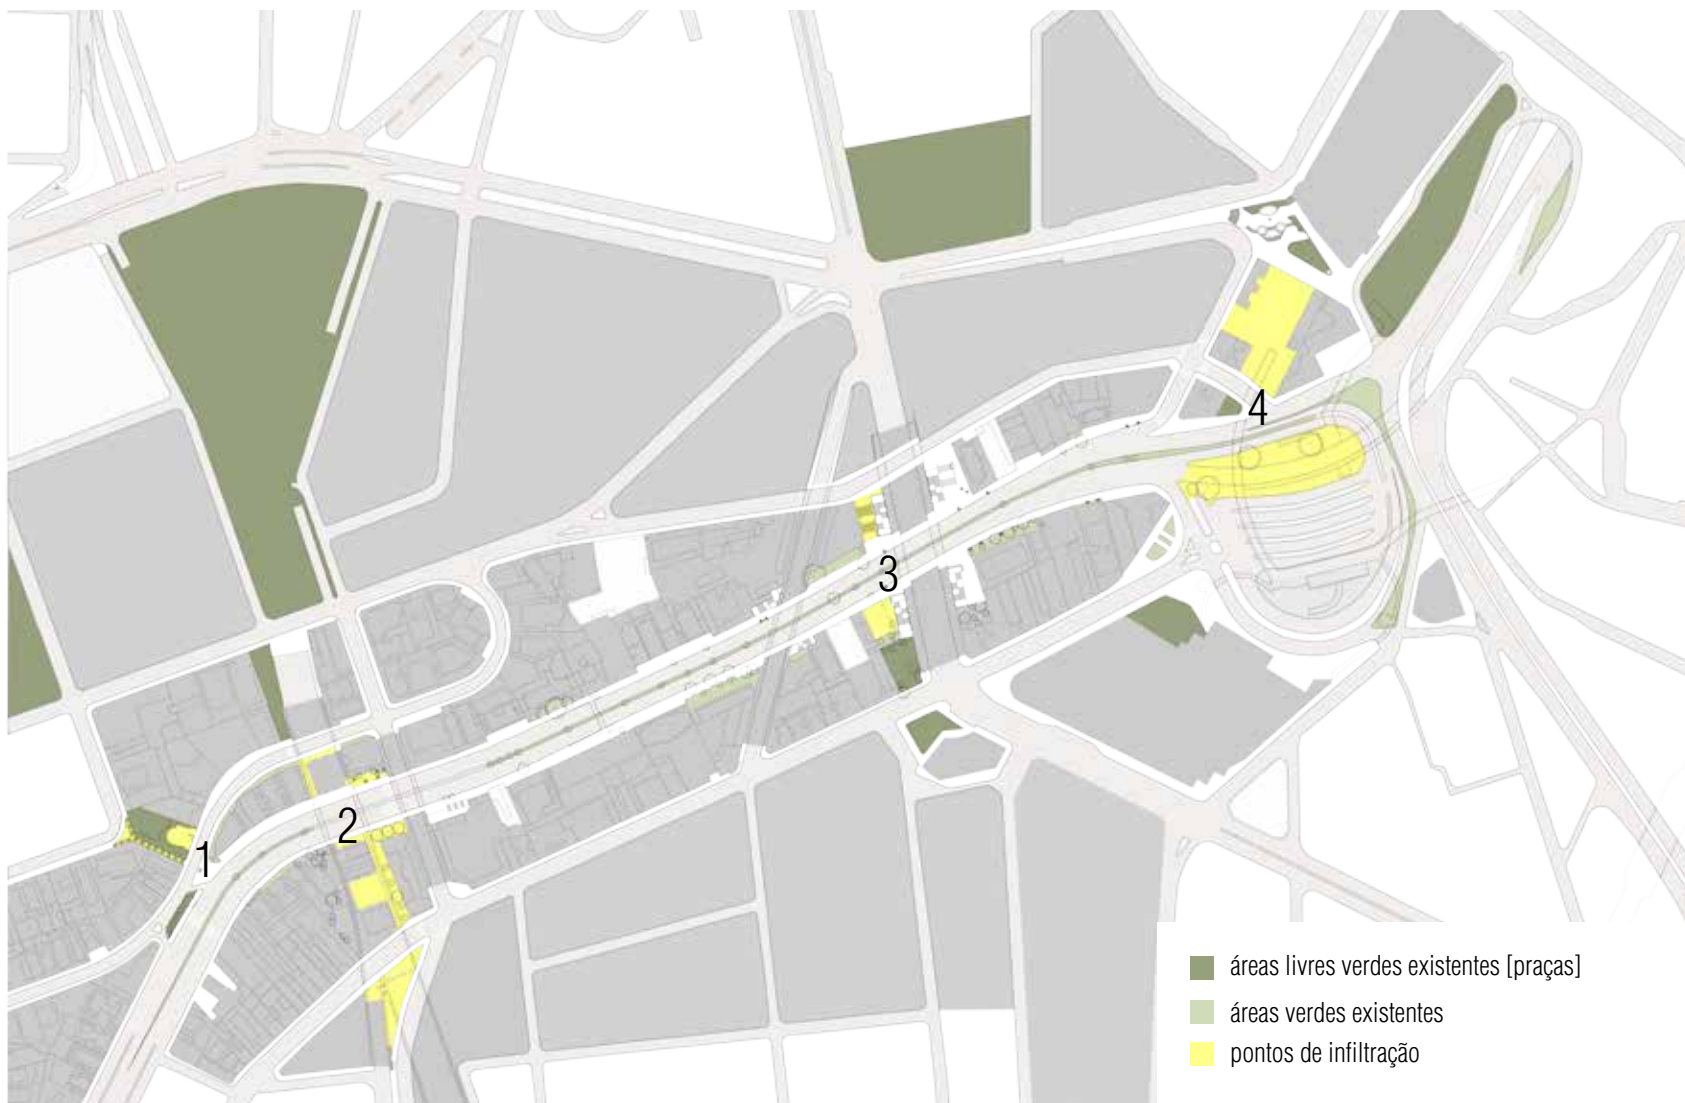 4
3
2
1
áreas livres verdes existentes [praças]
áreas verdes existentes
pontos de infiltração